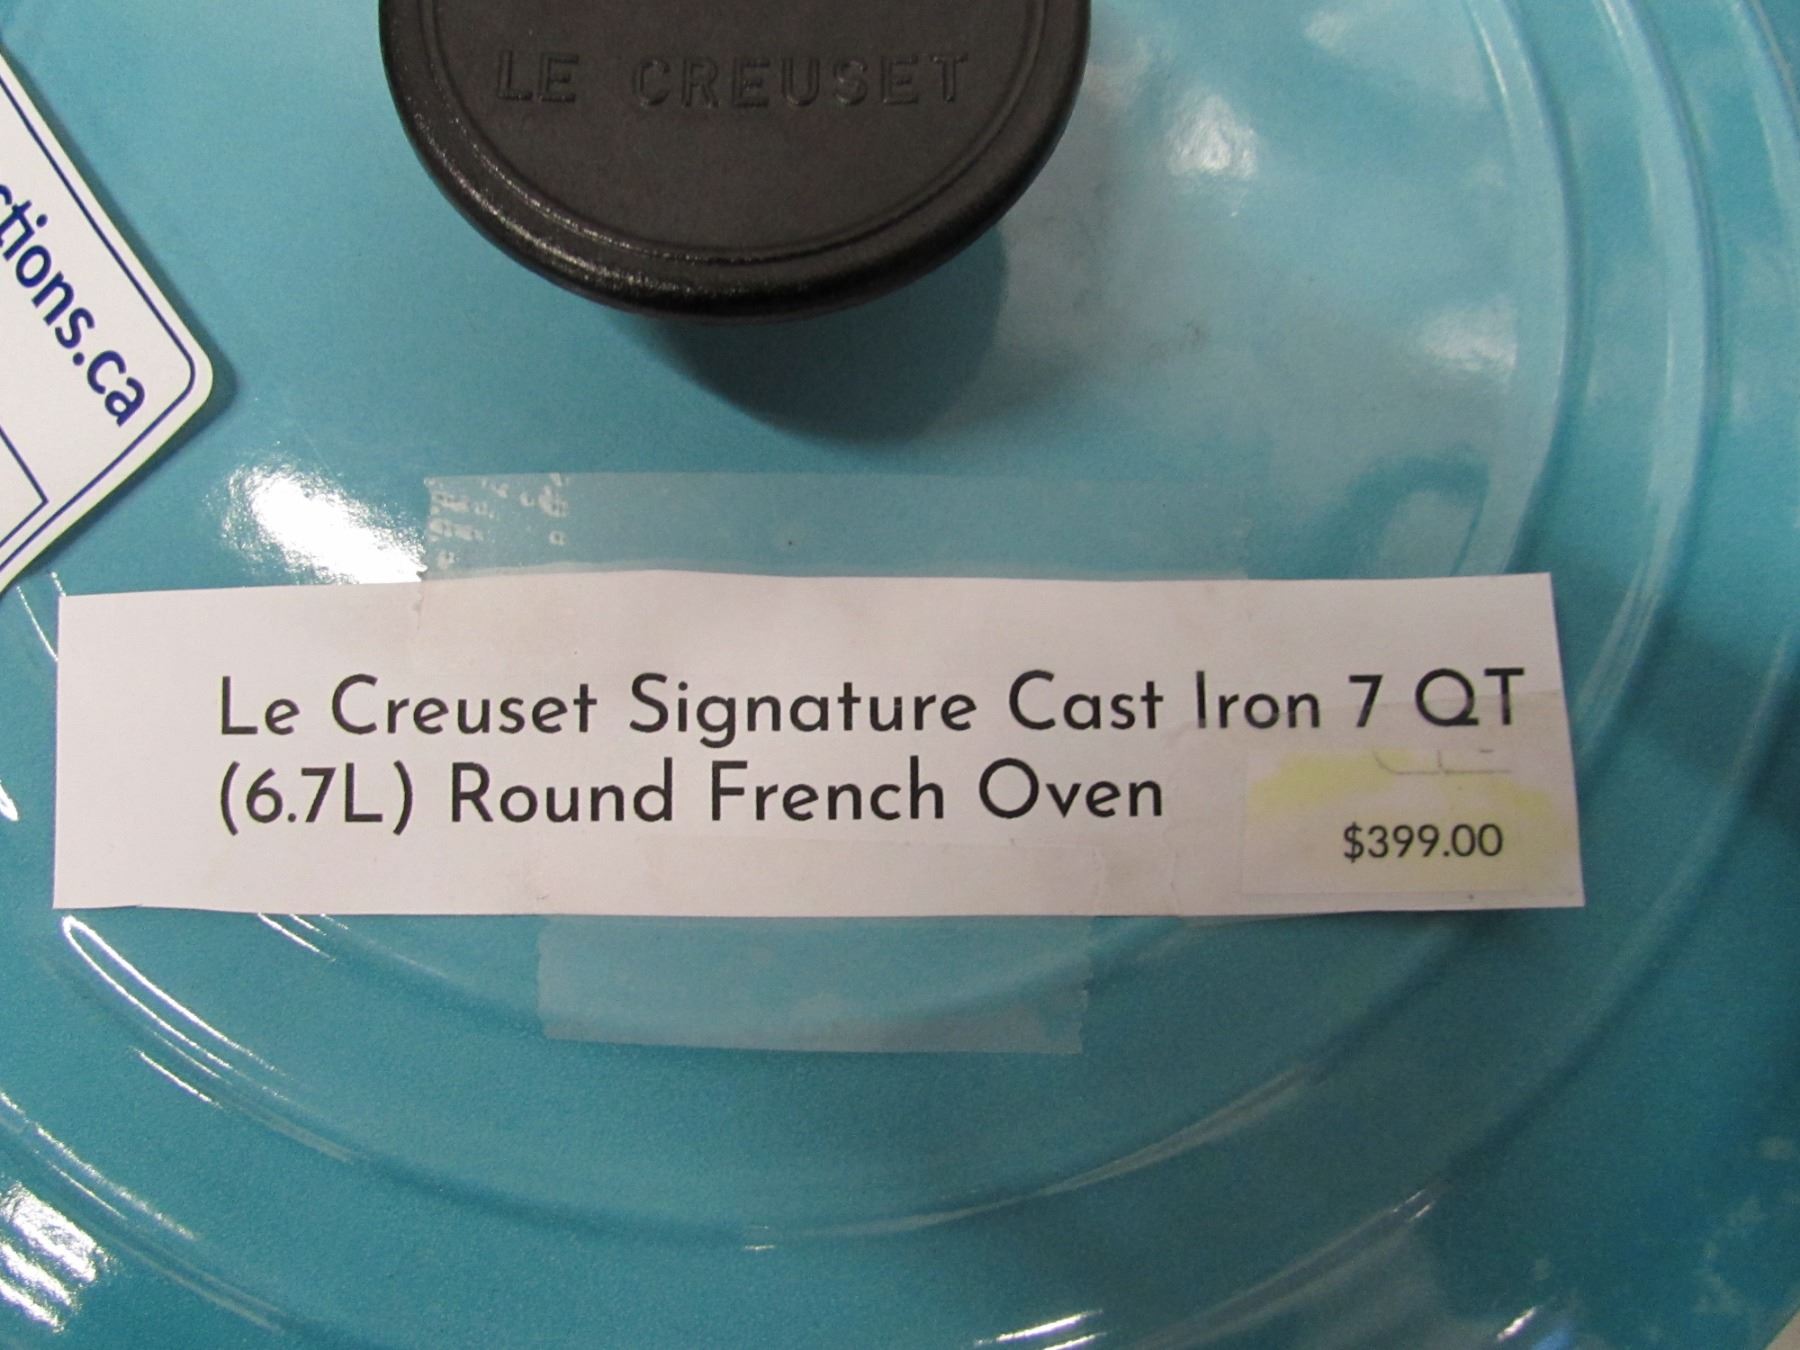 LE CREUSET
ctions.ca
Le Creuset Signature Cast Iron 7 QT
(6.7L) Round French Oven
$399.00